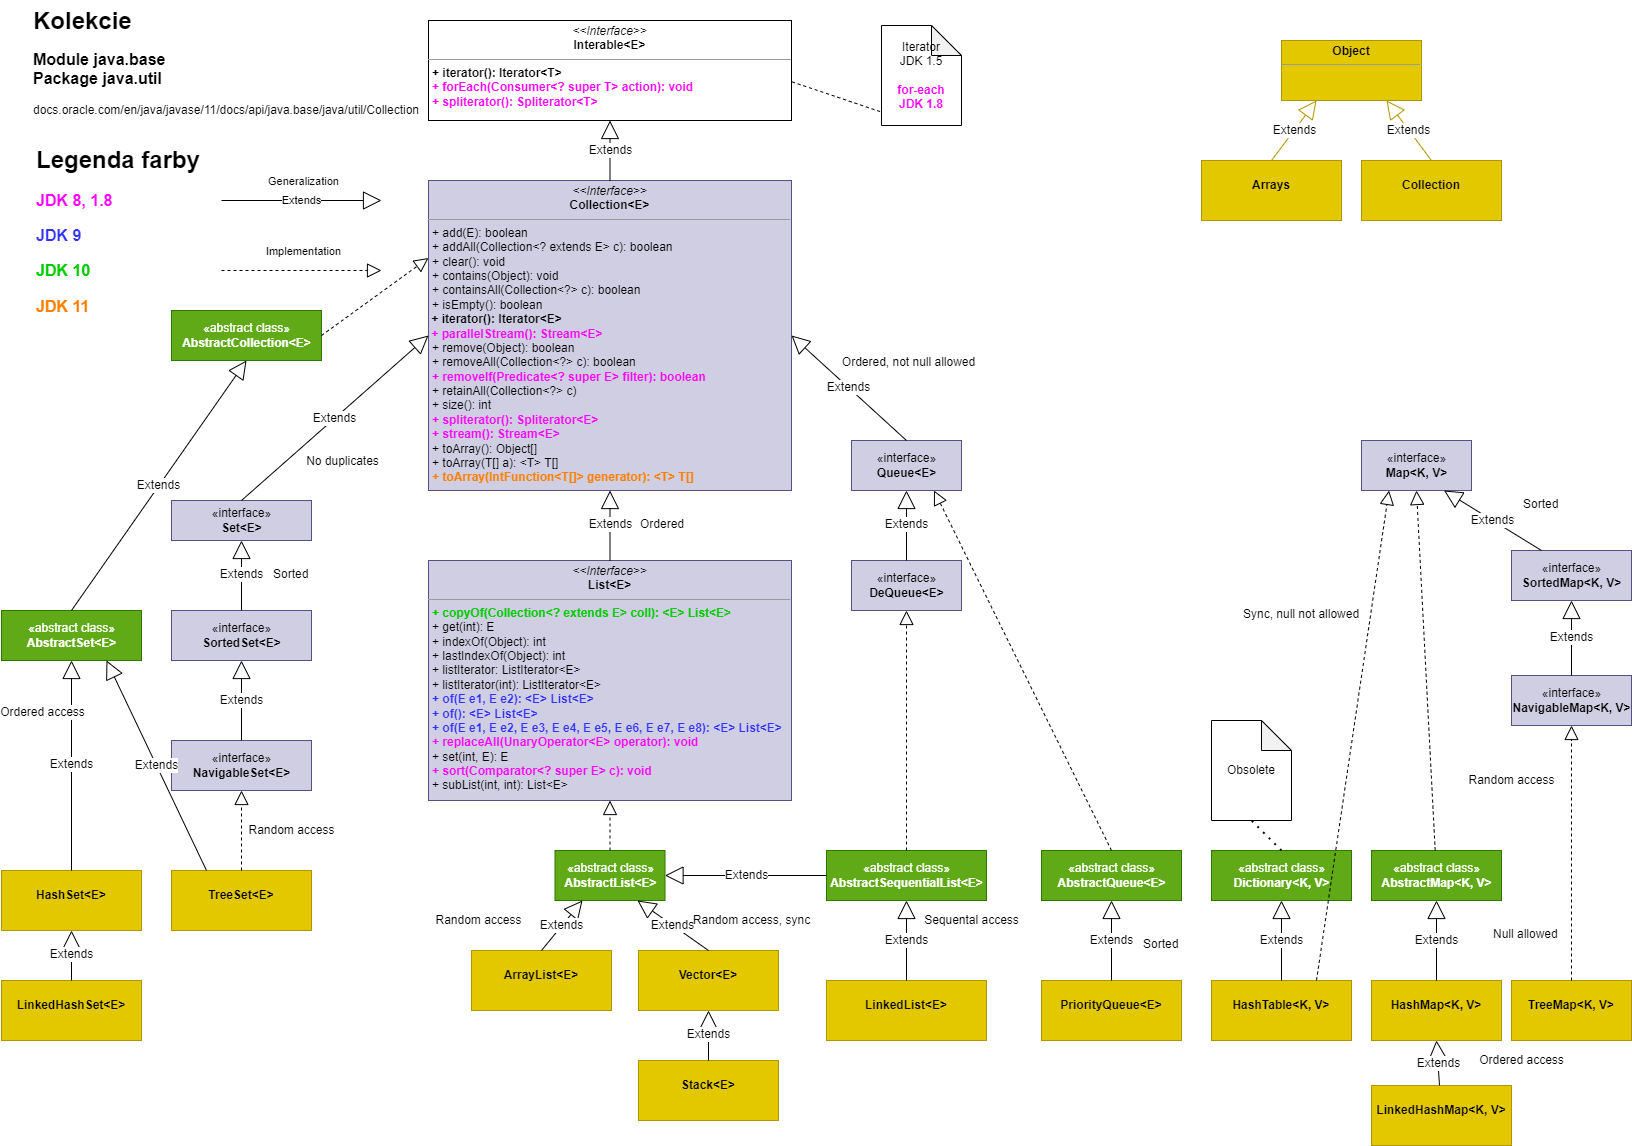 Kolekcie
Module java.base
Package java.util
docs.oracle.com/en/java/javase/11/docs/api/java.base/java/util/Collection
Legenda farby
JDK 8, 1.8
JDK 9
JDK 10
JDK 11
Generalization
Extends
Implementation
<<Interface>>
Interable<E>
+ iterator(): Iterator<T>
+ forEach(Consumer<? super T> action): void
+ spliterator(): Spliterator<T>
Iterator
JDK 1.5
for-each
JDK 1.8
Object
Extends
Extends
Arrays
Collection
Extends
<<Interface>>
Collection<E>
+ add(E): boolean
+ addAll(Collection<? extends E> c): boolean
+ clear(): void
+ contains(Object): void
+ containsAll(Collection<?> c): boolean
+ isEmpty(): boolean
+ iterator(): Iterator<E>
+ parallelStream(): Stream<E>
+ remove(Object): boolean
+ removeAll(Collection<?> c): boolean
+ removeIf(Predicate<? super E> filter): boolean
+ retainAll(Collection<?> c)
+ size(): int
+ spliterator(): Spliterator<E>
+ stream(): Stream<E>
+ toArray(): Object[]
+ toArray(T[] a): <T> T[]
+ toArray(IntFunction<T[]> generator): <T> T[]
«abstract class»
AbstractCollection<E>
Extends
No duplicates
Extends
Ordered, not null allowed
Extends
«interface»
Set<E>
Extends
Sorted
«interface»
SortedSet<E>
Extends
«interface»
NavigableSet<E>
Random access
«abstract class»
AbstractSet<E>
Ordered access
Extends
Extends
HashSet<E>
TreeSet<E>
Extends
LinkedHashSet<E>
Extends
Ordered
<<Interface>>
List<E>
+ copyOf(Collection<? extends E> coll): <E> List<E>
+ get(int): E
+ indexOf(Object): int
+ lastIndexOf(Object): int
+ listIterator: ListIterator<E>
+ listIterator(int): ListIterator<E>
+ of(E e1, E e2): <E> List<E>
+ of(): <E> List<E>
+ of(E e1, E e2, E e3, E e4, E e5, E e6, E e7, E e8): <E> List<E>
+ replaceAll(UnaryOperator<E> operator): void
+ set(int, E): E
+ sort(Comparator<? super E> c): void
+ subList(int, int): List<E>
«interface»
Queue<E>
Extends
«interface»
DeQueue<E>
«interface»
Map<K, V>
Sorted
Extends
«interface»
SortedMap<K, V>
Extends
«interface»
NavigableMap<K, V>
Sync, null not allowed
Random access
Obsolete
«abstract class»
AbstractList<E>
Extends
«abstract class»
AbstractSequentialList<E>
«abstract class»
AbstractQueue<E>
«abstract class»
Dictionary<K, V>
«abstract class»
AbstractMap<K, V>
Random access
Extends
Extends
Random access, sync
Sequental access
Extends
Extends
Sorted
Extends
Extends
Null allowed
ArrayList<E>
Vector<E>
LinkedList<E>
PriorityQueue<E>
HashTable<K, V>
HashMap<K, V>
TreeMap<K, V>
Extends
Stack<E>
Extends
Ordered access
LinkedHashMap<K, V>